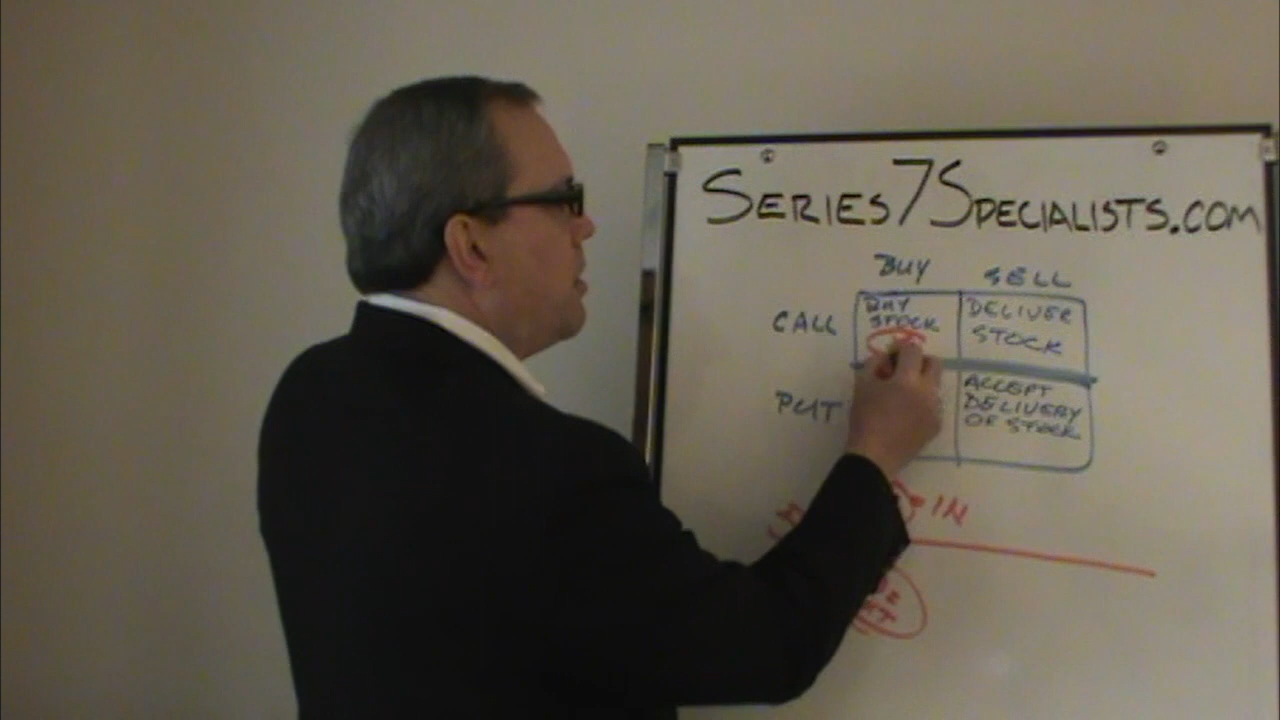 SERIES7SPECIALISTS.COM
BUY SELL
CALL BUY STOCK DELIVER STOCK
PUT ACCEPT DELIVERY OF STOCK
IN